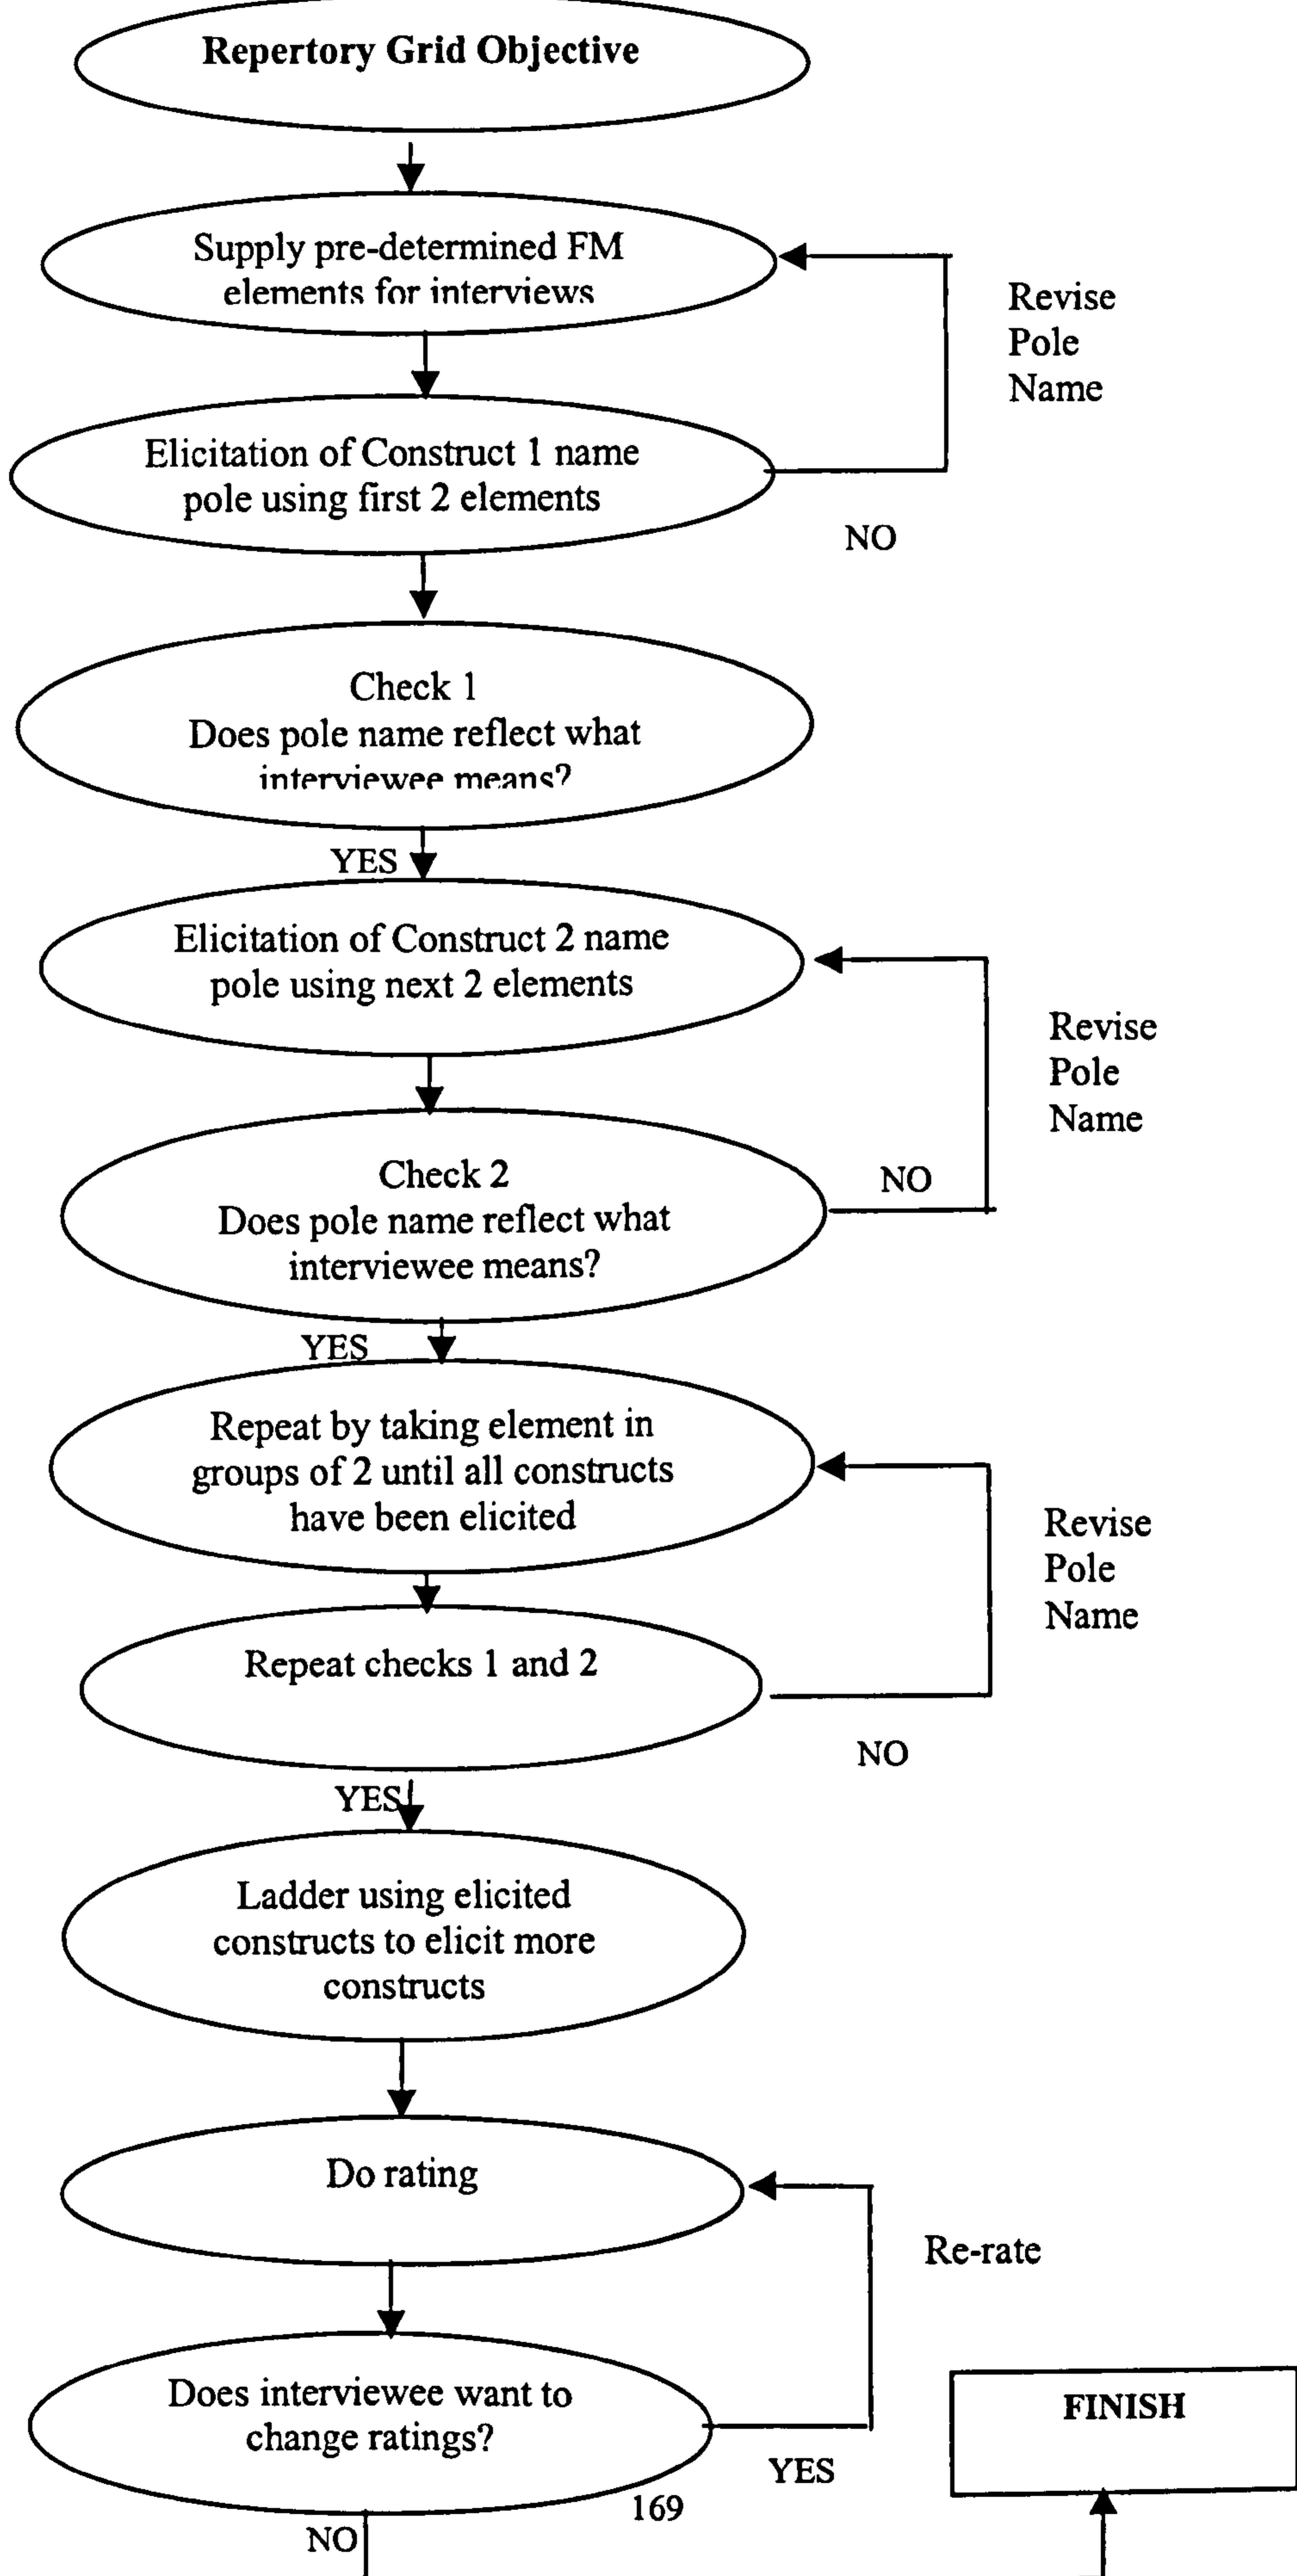 Repertory Grid Objective
Supply pre-determined FM
elements for interviews
Revise
Pole
Name
Elicitation of Construct 1 name
pole using first 2 elements
NO
Check 1
Does pole name reflect what
interviewee means?
YES
Elicitation of Construct 2 name
pole using next 2 elements
Revise
Pole
Name
Check 2
Does pole name reflect what
interviewee means?
NO
YES
Repeat by taking element in
groups of 2 until all constructs
have been elicited
Revise
Pole
Name
Repeat checks 1 and 2
NO
YES
Ladder using elicited
constructs to elicit more
constructs
Do rating
Re-rate
Does interviewee want to
change ratings?
YES
FINISH
169
NO